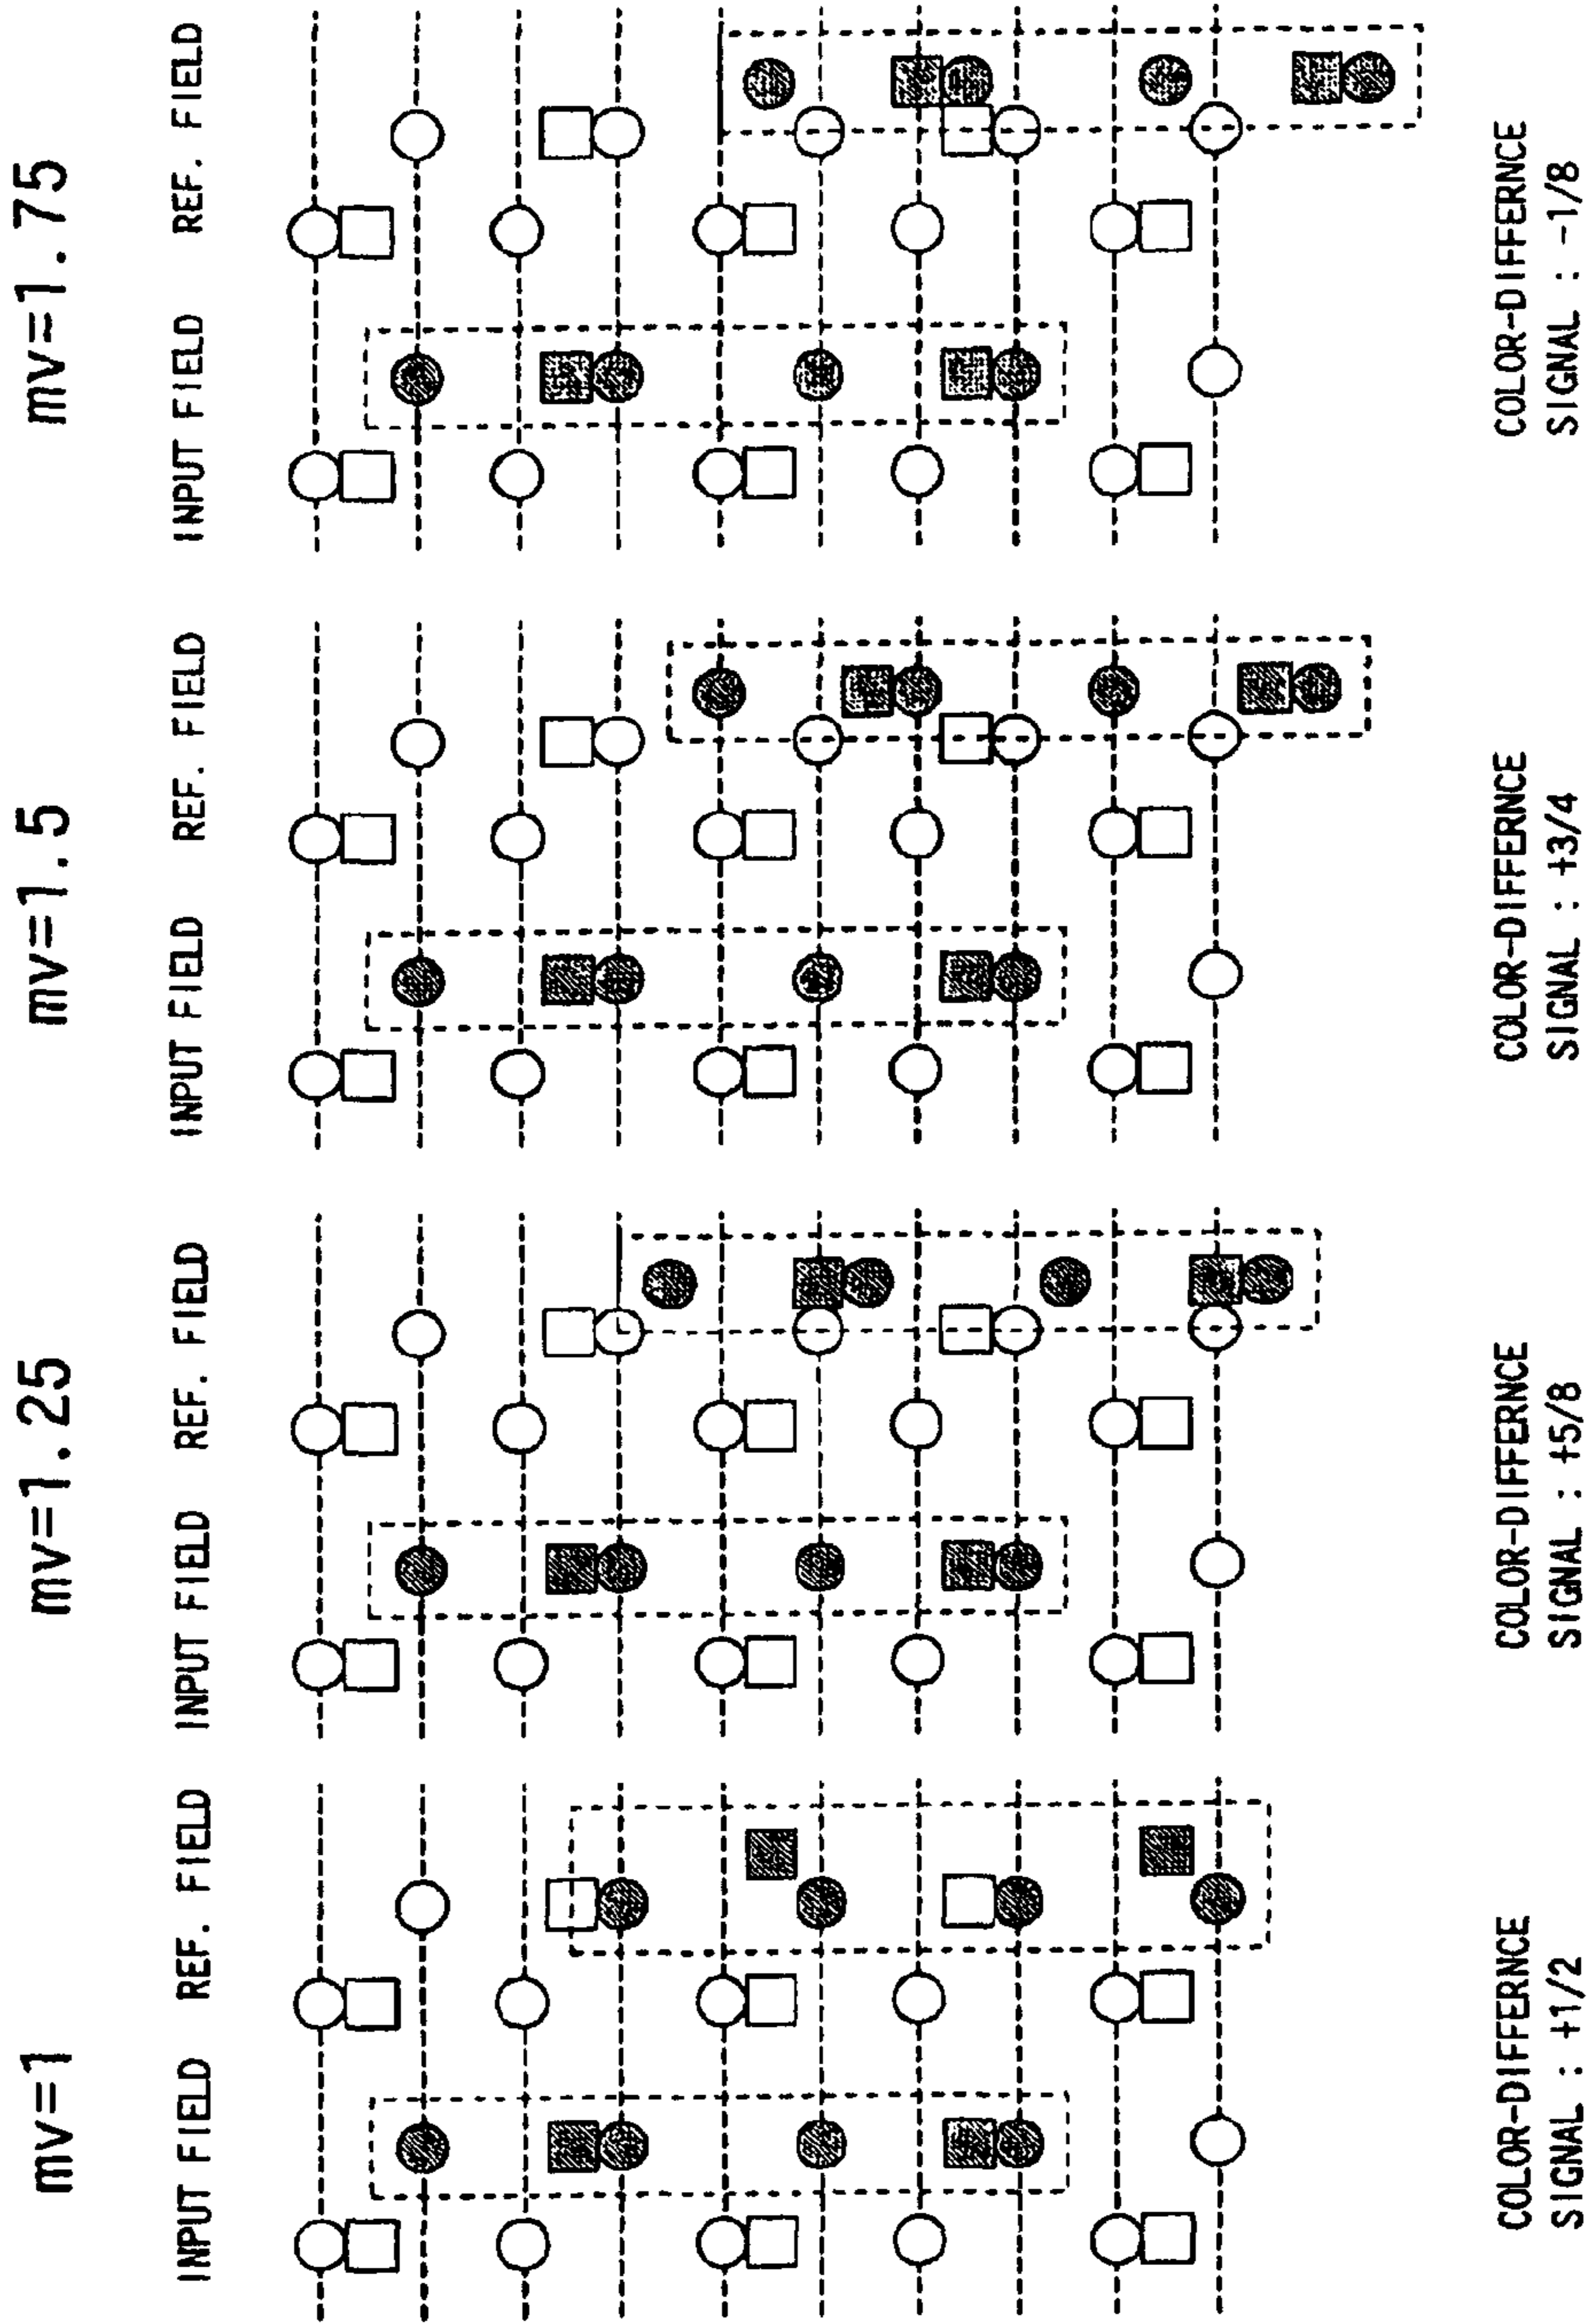 mv=1
INPUT FIELD REF. FIELD
COLOR-DIFFERNCE
SIGNAL : +1/2
mv=1.25
INPUT FIELD REF. FIELD
COLOR-DIFFERNCE
SIGNAL : +5/8
mv=1.5
INPUT FIELD REF. FIELD
COLOR-DIFFERNCE
SIGNAL : +3/4
mv=1.75
INPUT FIELD REF. FIELD
COLOR-DIFFERNCE
SIGNAL : -1/8